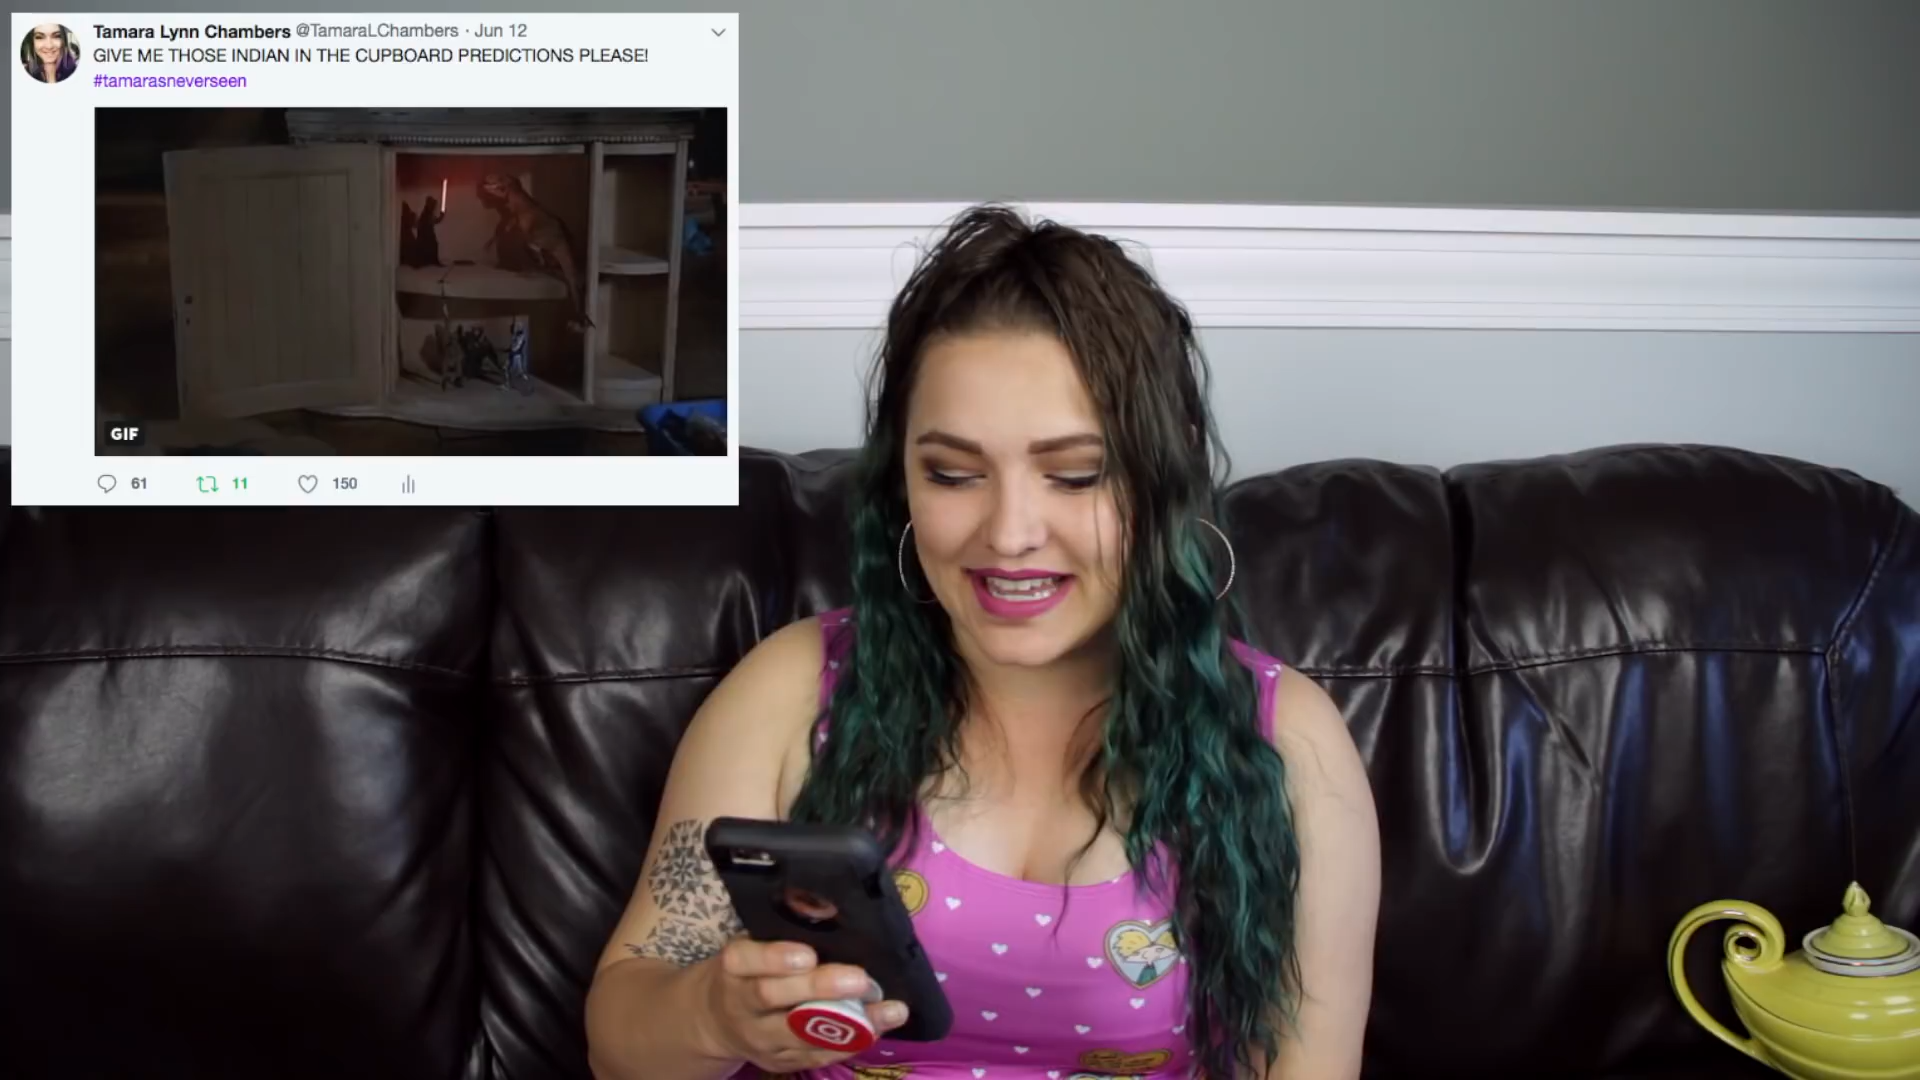 Tamara Lynn Chambers @TamaraLChambers · Jun 12
GIVE ME THOSE INDIAN IN THE CUPBOARD PREDICTIONS PLEASE!
#tamarasneverseen
GIF
61 11 150